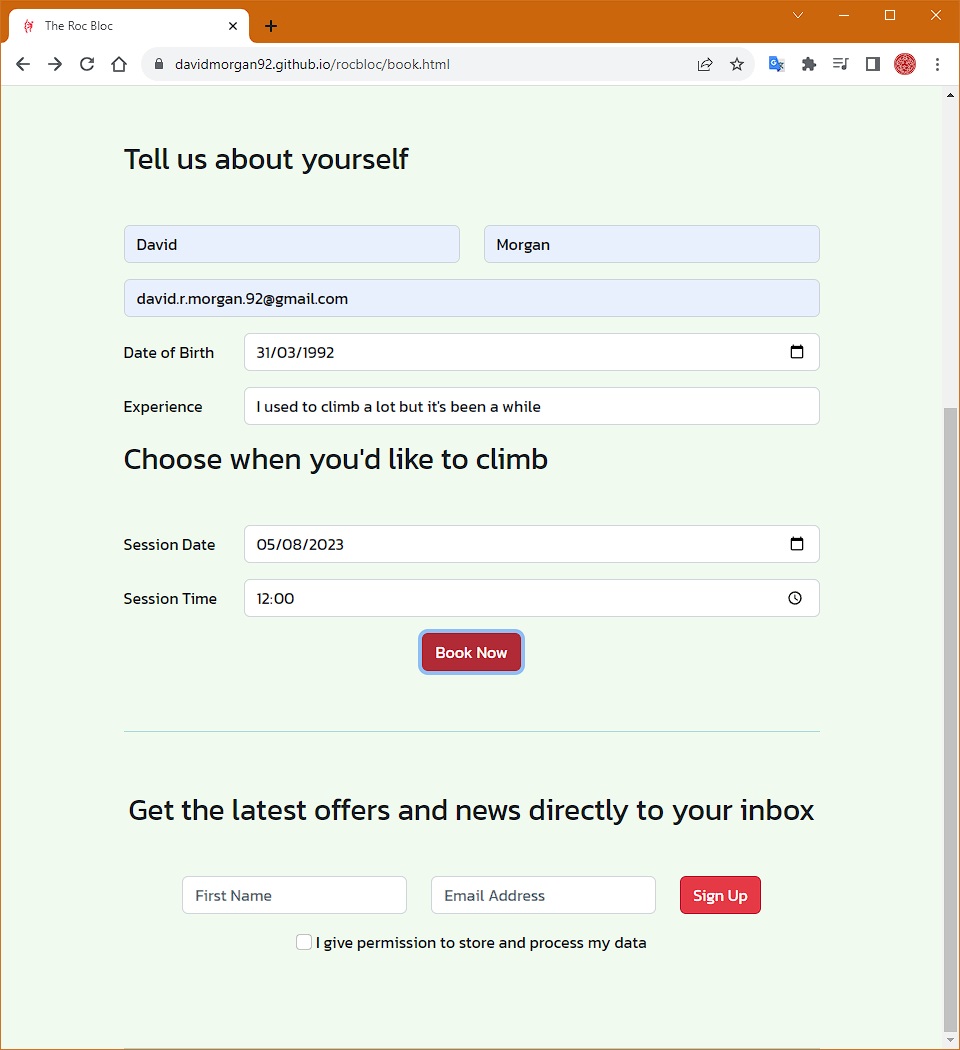 The Roc Bloc
davidmorgan92.github.io/rocbloc/book.html
Tell us about yourself
David Morgan
david.r.morgan.92@gmail.com
Date of Birth 31/03/1992
Experience I used to climb a lot but it's been a while
Choose when you'd like to climb
Session Date 05/08/2023
Session Time 12:00
Book Now
Get the latest offers and news directly to your inbox
First Name Email Address Sign Up
I give permission to store and process my data